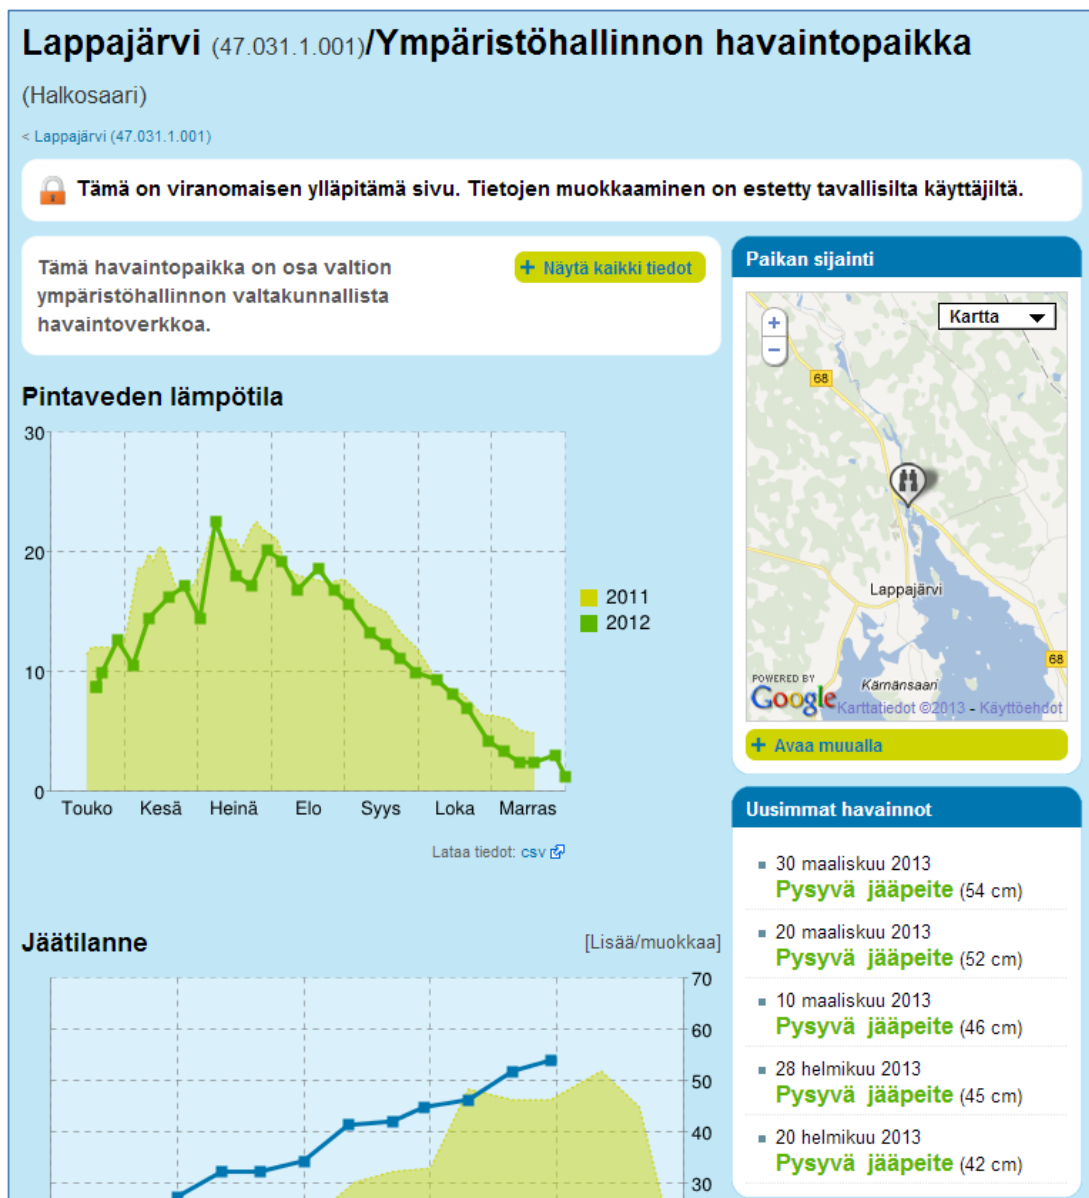 Lappajärvi (47.031.1.001)/Ympäristöhallinnon havaintopaikka
(Halkosaari)
< Lappajärvi (47.031.1.001)
Tämä on viranomaisen ylläpitämä sivu. Tietojen muokkaaminen on estetty tavallisilta käyttäjiltä.
Tämä havaintopaikka on osa valtion
ympäristöhallinnon valtakunnallista
havaintoverkkoa.
+ Näytä kaikki tiedot
Pintaveden lämpötila
30
20
10
0
Touko Kesä Heinä Elo Syys Loka Marras
2011
2012
Lataa tiedot: csv
Jäätilanne
[Lisää/muokkaa]
70
60
50
40
30
Paikan sijainti
+
−
Kartta
68
Lappajärvi
68
Kärnänsaari
POWERED BY
Google
Karttatiedot ©2013 - Käyttöehdot
+ Avaa muualla
Uusimmat havainnot
30 maaliskuu 2013
Pysyvä jääpeite (54 cm)
20 maaliskuu 2013
Pysyvä jääpeite (52 cm)
10 maaliskuu 2013
Pysyvä jääpeite (46 cm)
28 helmikuu 2013
Pysyvä jääpeite (45 cm)
20 helmikuu 2013
Pysyvä jääpeite (42 cm)